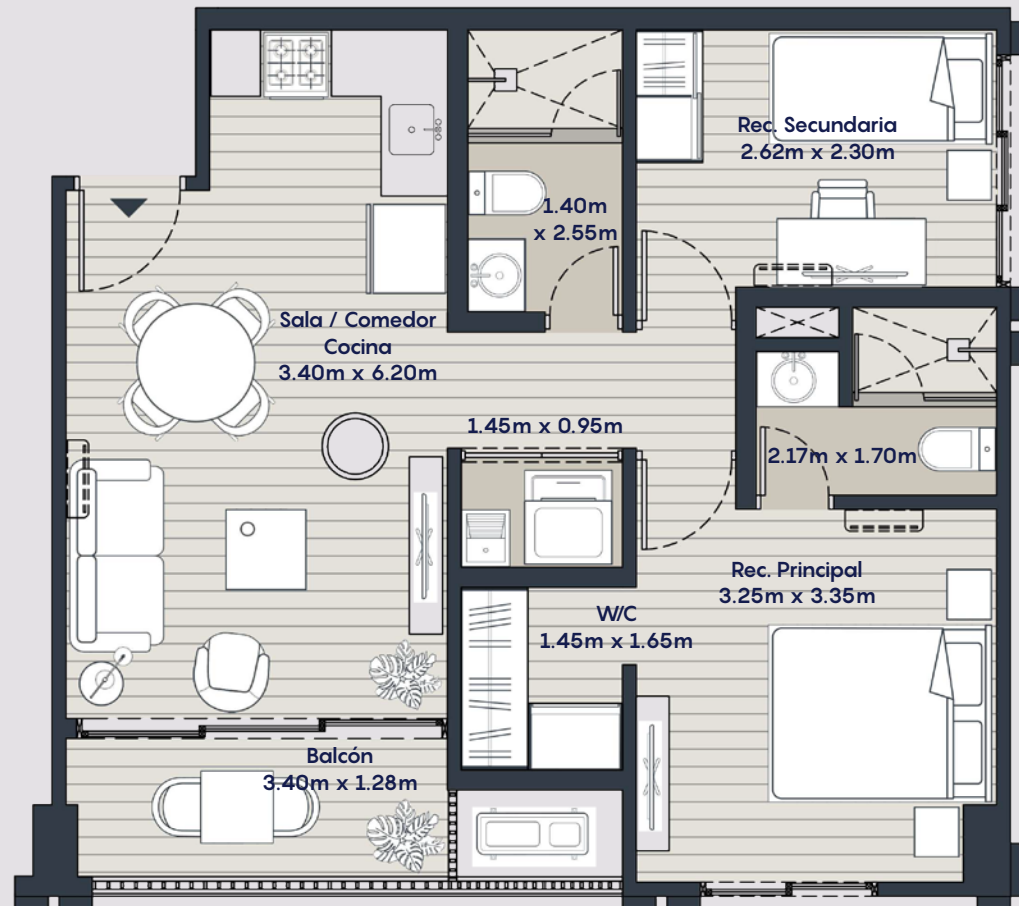 Rec. Secundaria
2.62m x 2.30m
1.40m
x 2.55m
Sala / Comedor
Cocina
3.40m x 6.20m
1.45m x 0.95m
2.17m x 1.70m
Rec. Principal
3.25m x 3.35m
W/C
1.45m x 1.65m
Balcón
3.40m x 1.28m